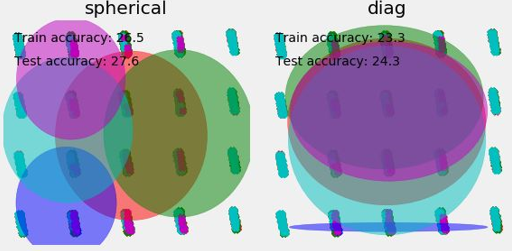 spherical
Train accuracy: 26.5
Test accuracy: 27.6
diag
Train accuracy: 23.3
Test accuracy: 24.3